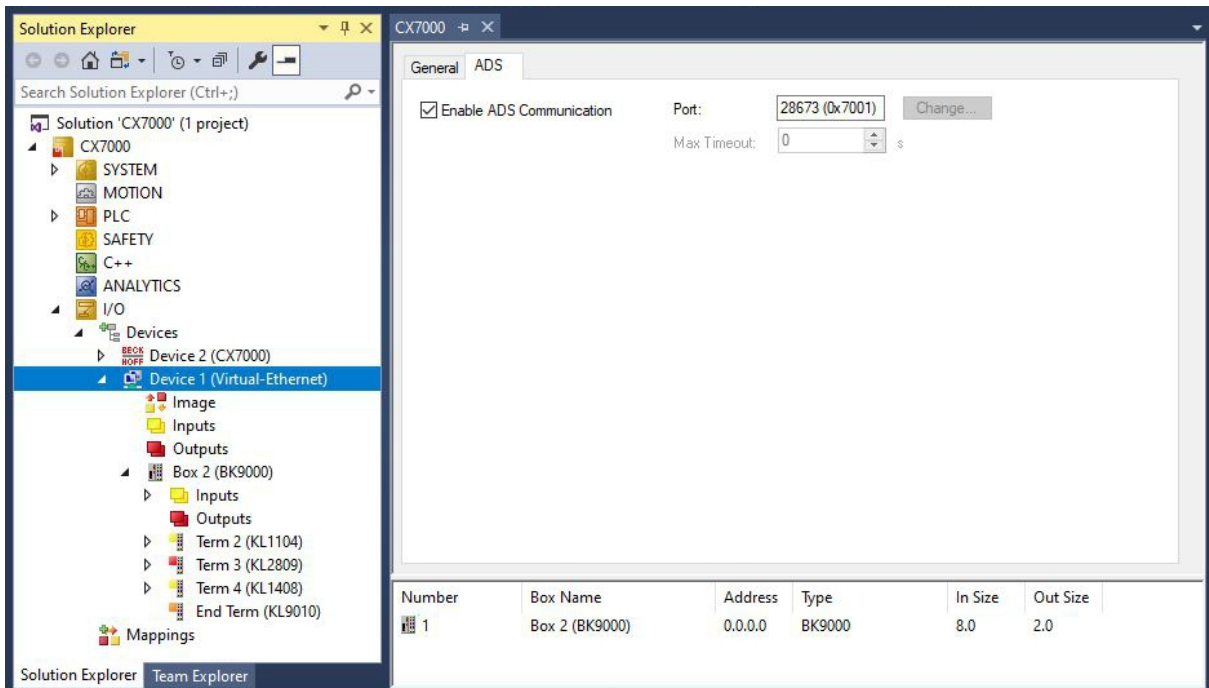 Solution Explorer
Search Solution Explorer (Ctrl+;)
Solution 'CX7000' (1 project)
CX7000
SYSTEM
MOTION
PLC
SAFETY
C++
ANALYTICS
I/O
Devices
BECK HOFF Device 2 (CX7000)
Device 1 (Virtual-Ethernet)
Image
Inputs
Outputs
Box 2 (BK9000)
Inputs
Outputs
Term 2 (KL1104)
Term 3 (KL2809)
Term 4 (KL1408)
End Term (KL9010)
Mappings
Solution Explorer Team Explorer
CX7000
General ADS
Enable ADS Communication Port: 28673 (0x7001) Change...
Max Timeout: 0 s
Number Box Name Address Type In Size Out Size
1 Box 2 (BK9000) 0.0.0.0 BK9000 8.0 2.0